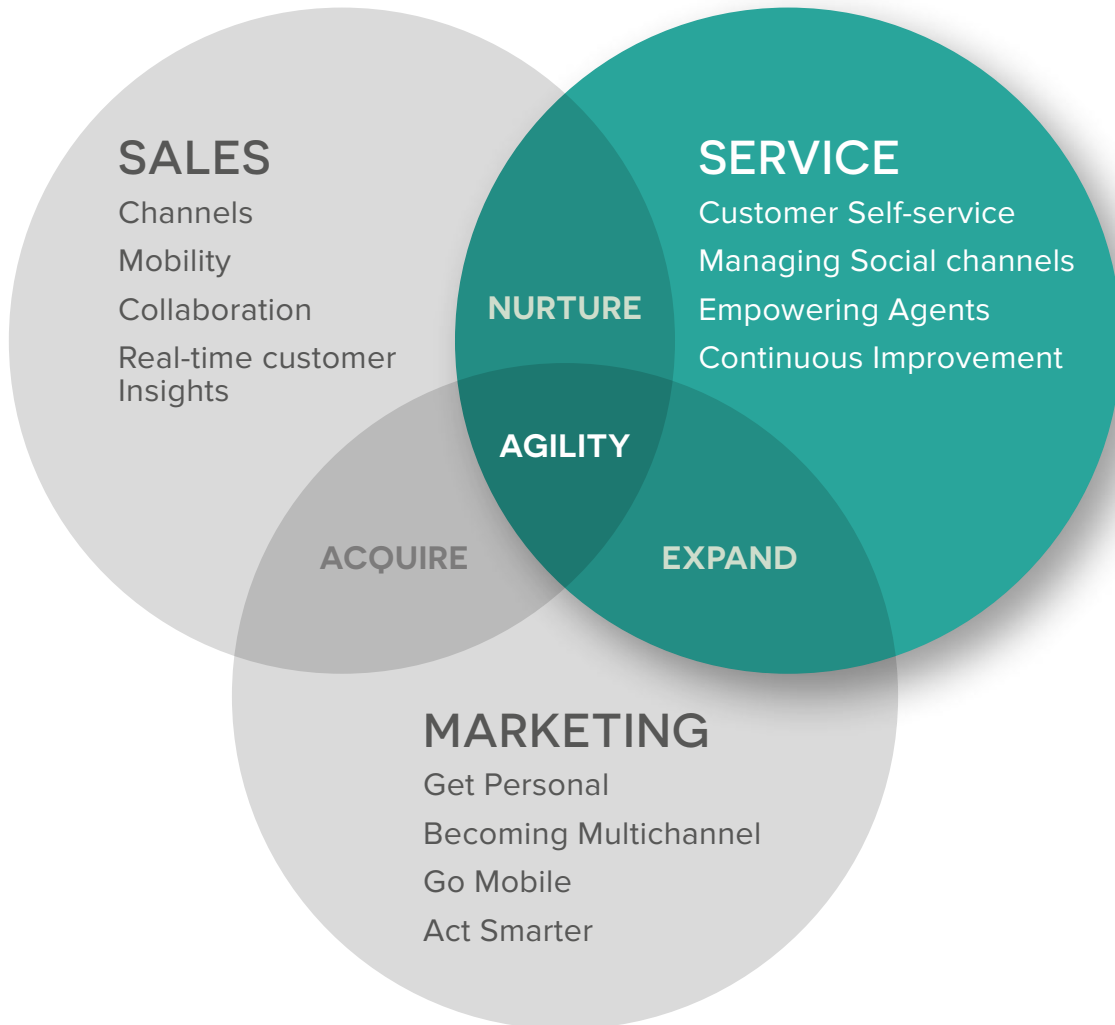 SALES
Channels
Mobility
Collaboration
Real-time customer
Insights
SERVICE
Customer Self-service
Managing Social channels
Empowering Agents
Continuous Improvement
NURTURE
AGILITY
ACQUIRE
EXPAND
MARKETING
Get Personal
Becoming Multichannel
Go Mobile
Act Smarter